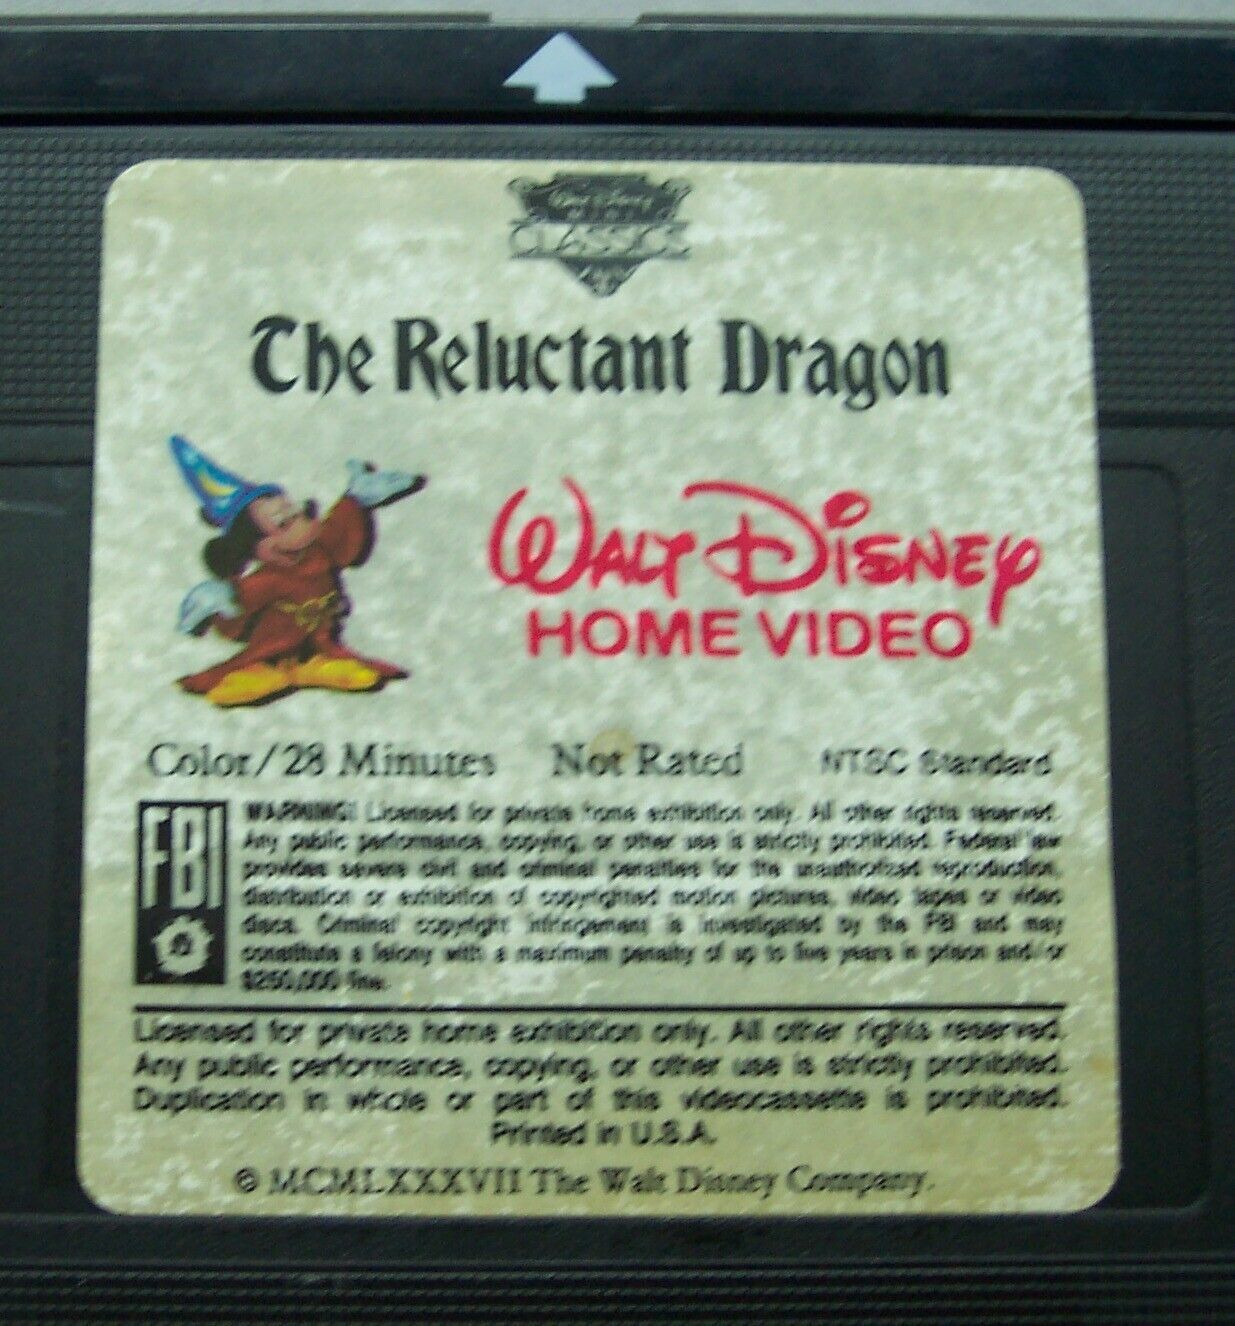 Walt Disney
CLASSICS
The Reluctant Dragon
WALT DISNEY
HOME VIDEO
Color/28 Minutes Not Rated NTSC Standard
FBI
WARNING! Licensed for private home exhibition only. All other rights reserved.
Any public performance, copying, or other use is strictly prohibited. Federal law
provides severe civil and criminal penalties for the unauthorized reproduction,
distribution or exhibition of copyrighted motion pictures, video tapes or video
discs. Criminal copyright infringement is investigated by the FBI and may
constitute a felony with a maximum penalty of up to five years in prison and/or
$250,000 fine.
Licensed for private home exhibition only. All other rights reserved.
Any public performance, copying, or other use is strictly prohibited.
Duplication in whole or part of this videocassette is prohibited.
Printed in U.S.A.
© MCMLXXXVII The Walt Disney Company.